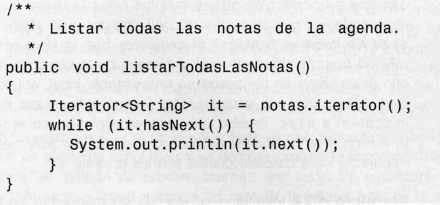 /**
 * Listar todas las notas de la agenda.
 */
public void listarTodasLasNotas()
{
    Iterator<String> it = notas.iterator();
    while (it.hasNext()) {
        System.out.println(it.next());
    }
}